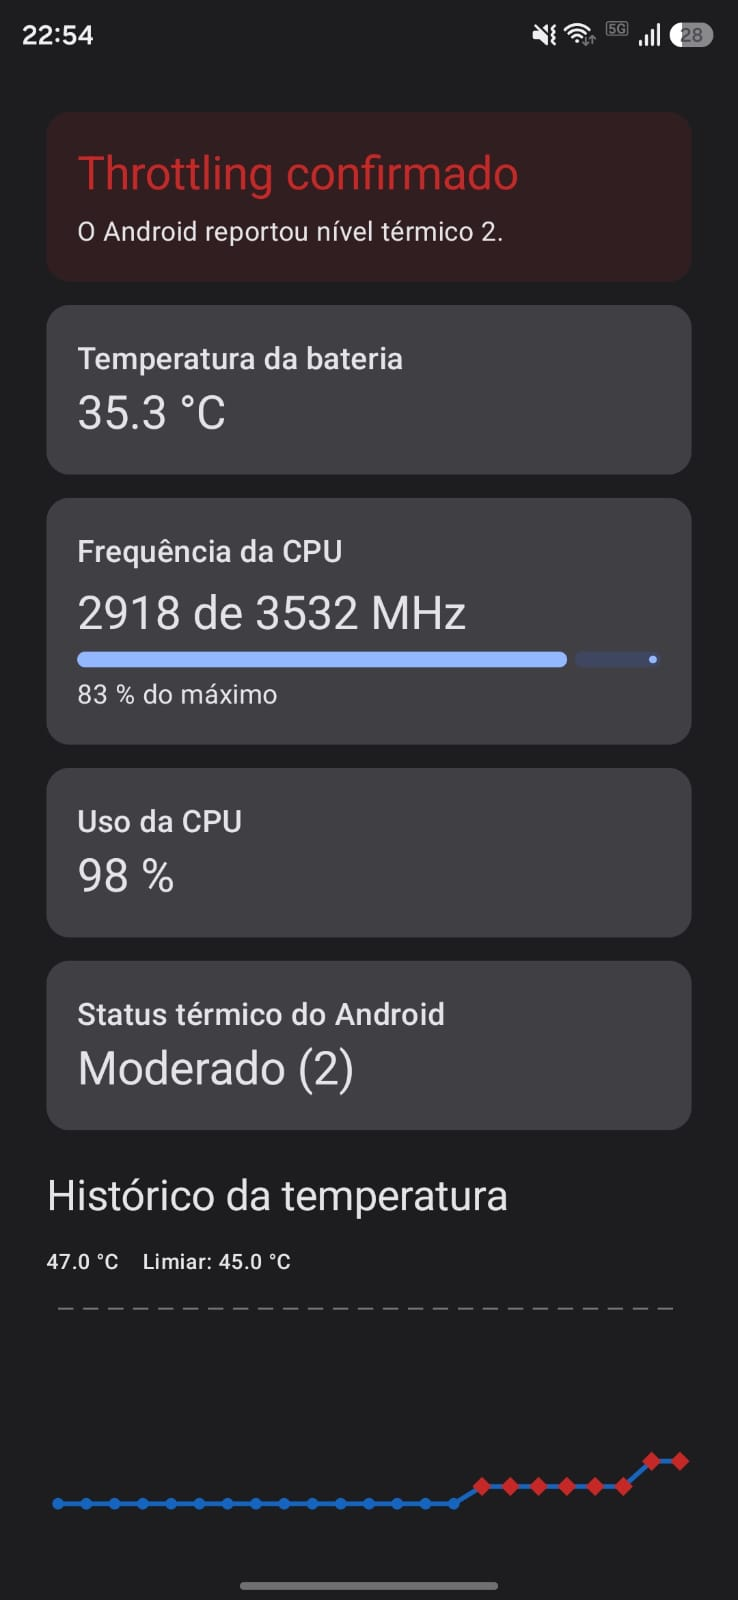 22:54
5G
28
Throttling confirmado
O Android reportou nível térmico 2.
Temperatura da bateria
35.3 °C
Frequência da CPU
2918 de 3532 MHz
83 % do máximo
Uso da CPU
98 %
Status térmico do Android
Moderado (2)
Histórico da temperatura
47.0 °C Limiar: 45.0 °C